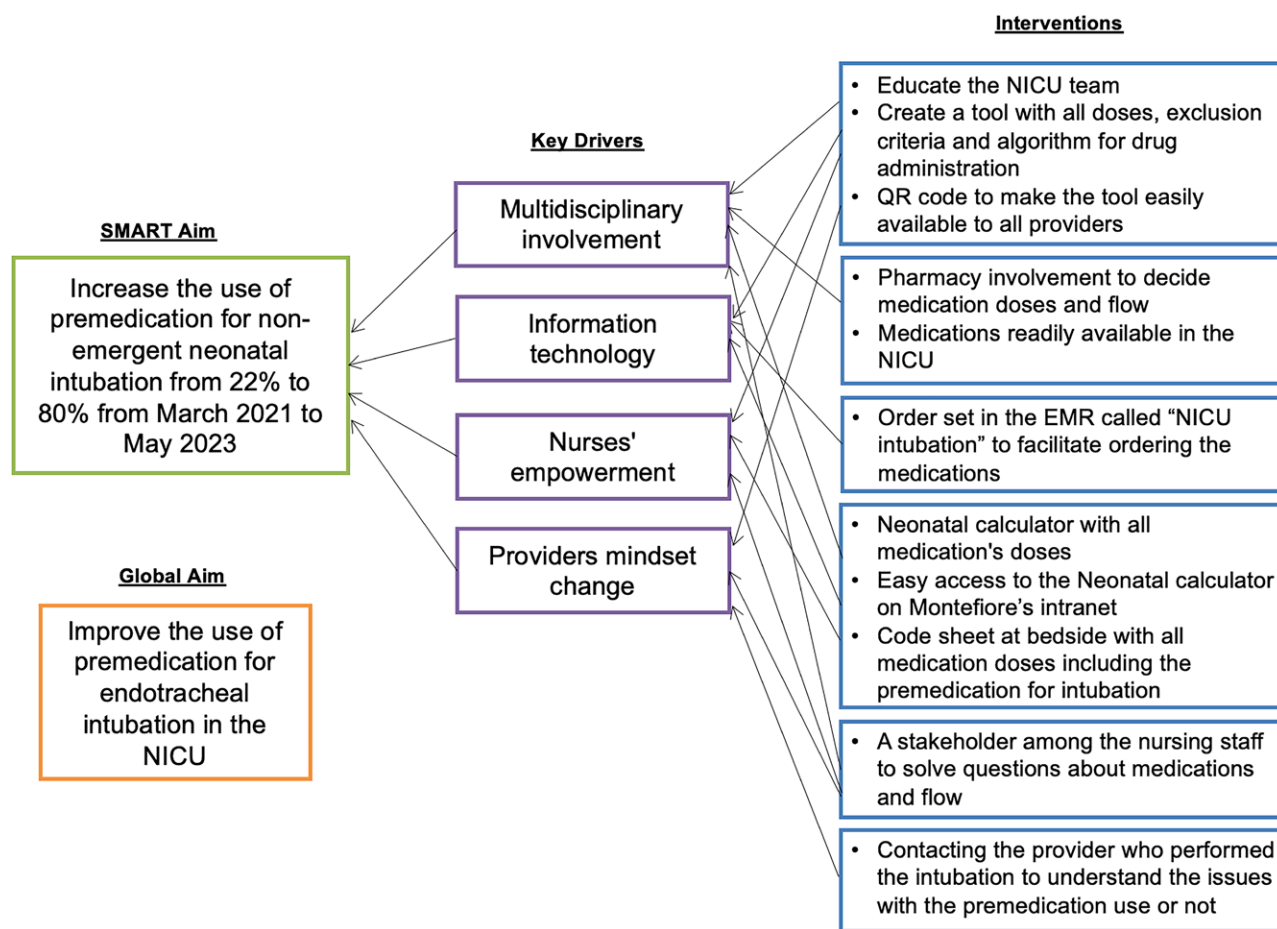 SMART Aim
Increase the use of
premedication for non-
emergent neonatal
intubation from 22% to
80% from March 2021 to
May 2023
Global Aim
Improve the use of
premedication for
endotracheal
intubation in the
NICU
Key Drivers
Multidisciplinary
involvement
Information
technology
Nurses'
empowerment
Providers mindset
change
Interventions
• Educate the NICU team
• Create a tool with all doses, exclusion
criteria and algorithm for drug
administration
• QR code to make the tool easily
available to all providers
• Pharmacy involvement to decide
medication doses and flow
• Medications readily available in the
NICU
• Order set in the EMR called “NICU
intubation” to facilitate ordering the
medications
• Neonatal calculator with all
medication's doses
• Easy access to the Neonatal calculator
on Montefiore’s intranet
• Code sheet at bedside with all
medication doses including the
premedication for intubation
• A stakeholder among the nursing staff
to solve questions about medications
and flow
• Contacting the provider who performed
the intubation to understand the issues
with the premedication use or not